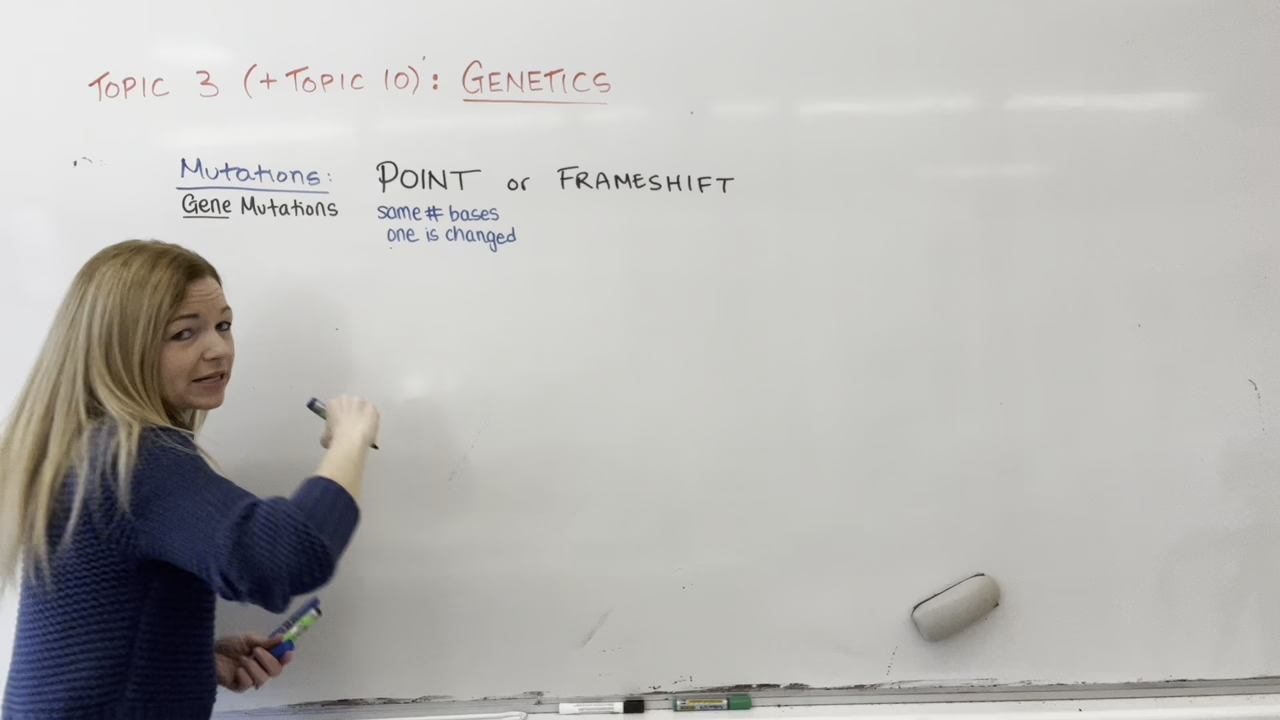 TOPIC 3 (+ TOPIC 10): GENETICS
Mutations: POINT or FRAMESHIFT
Gene Mutations same # bases
one is changed